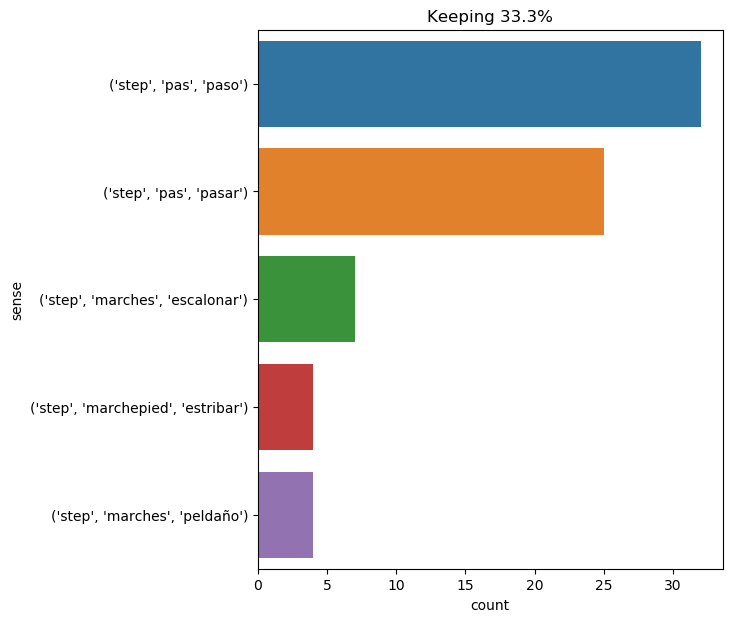 Keeping 33.3%
('step', 'pas', 'paso')
('step', 'pas', 'pasar')
('step', 'marches', 'escalonar')
('step', 'marchepied', 'estribar')
('step', 'marches', 'peldaño')
sense
0 5 10 15 20 25 30
count